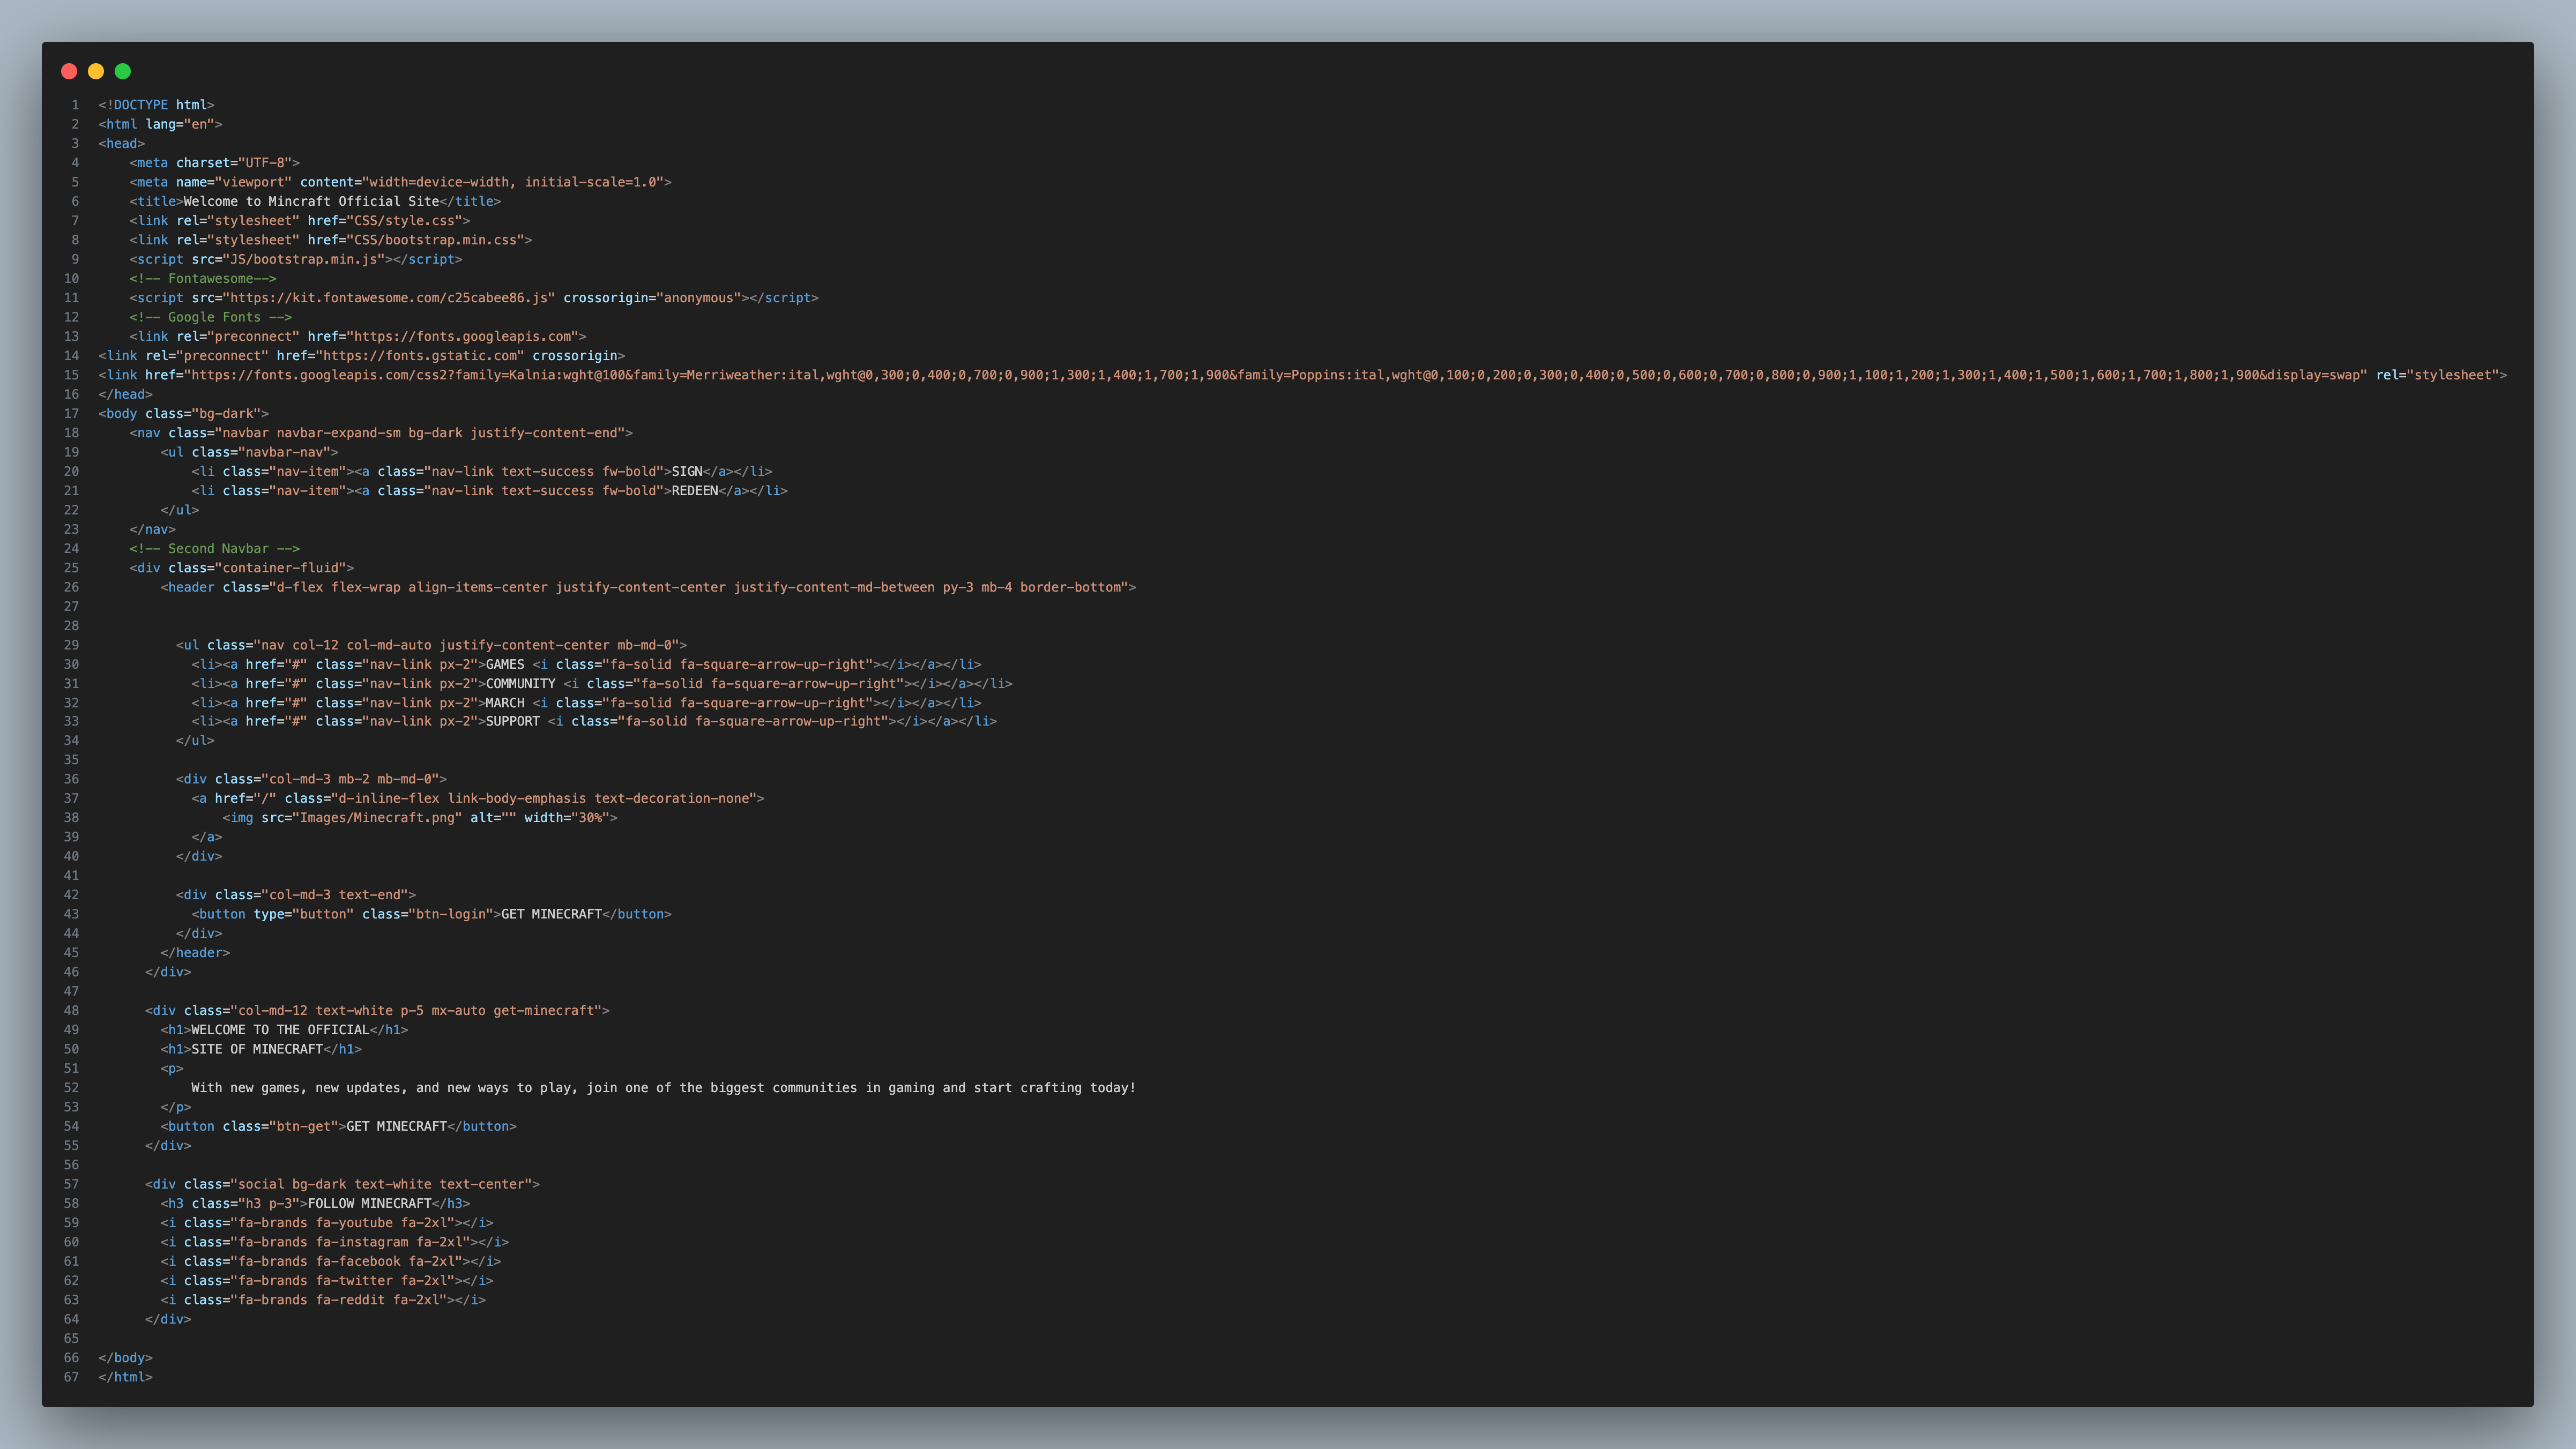 1 <!DOCTYPE html>
2 <html lang="en">
3 <head>
4     <meta charset="UTF-8">
5     <meta name="viewport" content="width=device-width, initial-scale=1.0">
6     <title>Welcome to Mincraft Official Site</title>
7     <link rel="stylesheet" href="CSS/style.css">
8     <link rel="stylesheet" href="CSS/bootstrap.min.css">
9     <script src="JS/bootstrap.min.js"></script>
10     <!-- Fontawesome-->
11     <script src="https://kit.fontawesome.com/c25cabee86.js" crossorigin="anonymous"></script>
12     <!-- Google Fonts -->
13     <link rel="preconnect" href="https://fonts.googleapis.com">
14 <link rel="preconnect" href="https://fonts.gstatic.com" crossorigin>
15 <link href="https://fonts.googleapis.com/css2?family=Kalnia:wght@100&family=Merriweather:ital,wght@0,300;0,400;0,700;0,900;1,300;1,400;1,700;1,900&family=Poppins:ital,wght@0,100;0,200;0,300;0,400;0,500;0,600;0,700;0,800;0,900;1,100;1,200;1,300;1,400;1,500;1,600;1,700;1,800;1,900&display=swap" rel="stylesheet">
16 </head>
17 <body class="bg-dark">
18     <nav class="navbar navbar-expand-sm bg-dark justify-content-end">
19         <ul class="navbar-nav">
20             <li class="nav-item"><a class="nav-link text-success fw-bold">SIGN</a></li>
21             <li class="nav-item"><a class="nav-link text-success fw-bold">REDEEN</a></li>
22         </ul>
23     </nav>
24     <!-- Second Navbar -->
25     <div class="container-fluid">
26         <header class="d-flex flex-wrap align-items-center justify-content-center justify-content-md-between py-3 mb-4 border-bottom">
27
28
29           <ul class="nav col-12 col-md-auto justify-content-center mb-md-0">
30             <li><a href="#" class="nav-link px-2">GAMES <i class="fa-solid fa-square-arrow-up-right"></i></a></li>
31             <li><a href="#" class="nav-link px-2">COMMUNITY <i class="fa-solid fa-square-arrow-up-right"></i></a></li>
32             <li><a href="#" class="nav-link px-2">MARCH <i class="fa-solid fa-square-arrow-up-right"></i></a></li>
33             <li><a href="#" class="nav-link px-2">SUPPORT <i class="fa-solid fa-square-arrow-up-right"></i></a></li>
34           </ul>
35
36           <div class="col-md-3 mb-2 mb-md-0">
37             <a href="/" class="d-inline-flex link-body-emphasis text-decoration-none">
38                 <img src="Images/Minecraft.png" alt="" width="30%">
39             </a>
40           </div>
41
42           <div class="col-md-3 text-end">
43             <button type="button" class="btn-login">GET MINECRAFT</button>
44           </div>
45         </header>
46       </div>
47
48       <div class="col-md-12 text-white p-5 mx-auto get-minecraft">
49         <h1>WELCOME TO THE OFFICIAL</h1>
50         <h1>SITE OF MINECRAFT</h1>
51         <p>
52             With new games, new updates, and new ways to play, join one of the biggest communities in gaming and start crafting today!
53         </p>
54         <button class="btn-get">GET MINECRAFT</button>
55       </div>
56
57       <div class="social bg-dark text-white text-center">
58         <h3 class="h3 p-3">FOLLOW MINECRAFT</h3>
59         <i class="fa-brands fa-youtube fa-2xl"></i>
60         <i class="fa-brands fa-instagram fa-2xl"></i>
61         <i class="fa-brands fa-facebook fa-2xl"></i>
62         <i class="fa-brands fa-twitter fa-2xl"></i>
63         <i class="fa-brands fa-reddit fa-2xl"></i>
64       </div>
65
66 </body>
67 </html>